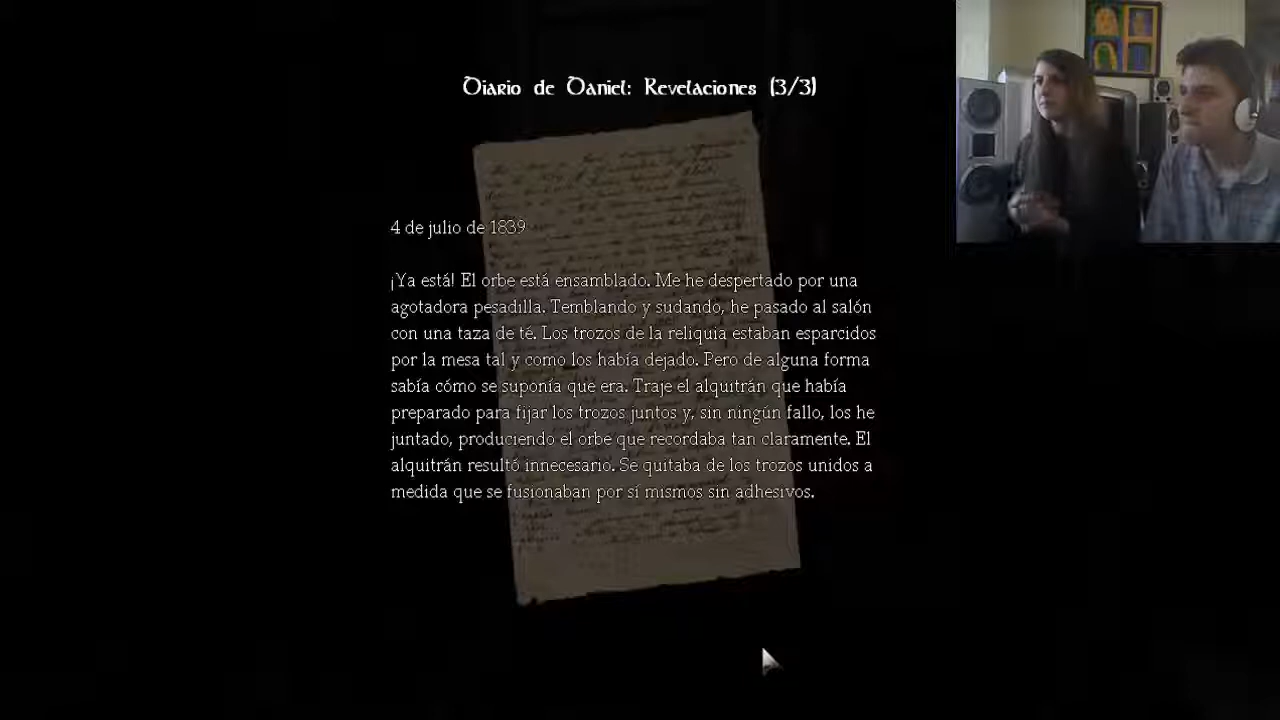 Diario de Daniel: Revelaciones (3/3)
4 de julio de 1839
¡Ya está! El orbe está ensamblado. Me he despertado por una
agotadora pesadilla. Temblando y sudando, he pasado al salón
con una taza de té. Los trozos de la reliquia estaban esparcidos
por la mesa tal y como los había dejado. Pero de alguna forma
sabía cómo se suponía que era. Traje el alquitrán que había
preparado para fijar los trozos juntos y, sin ningún fallo, los he
juntado, produciendo el orbe que recordaba tan claramente. El
alquitrán resultó innecesario. Se quitaba de los trozos unidos a
medida que se fusionaban por sí mismos sin adhesivos.